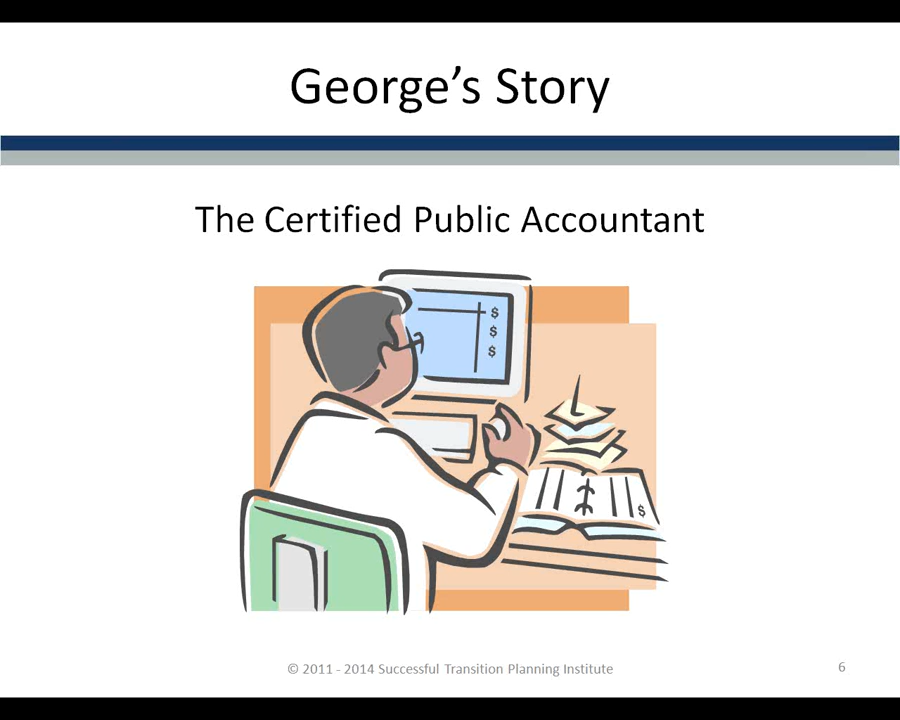 George’s Story
The Certified Public Accountant
$
$
$
$
© 2011 - 2014 Successful Transition Planning Institute
6